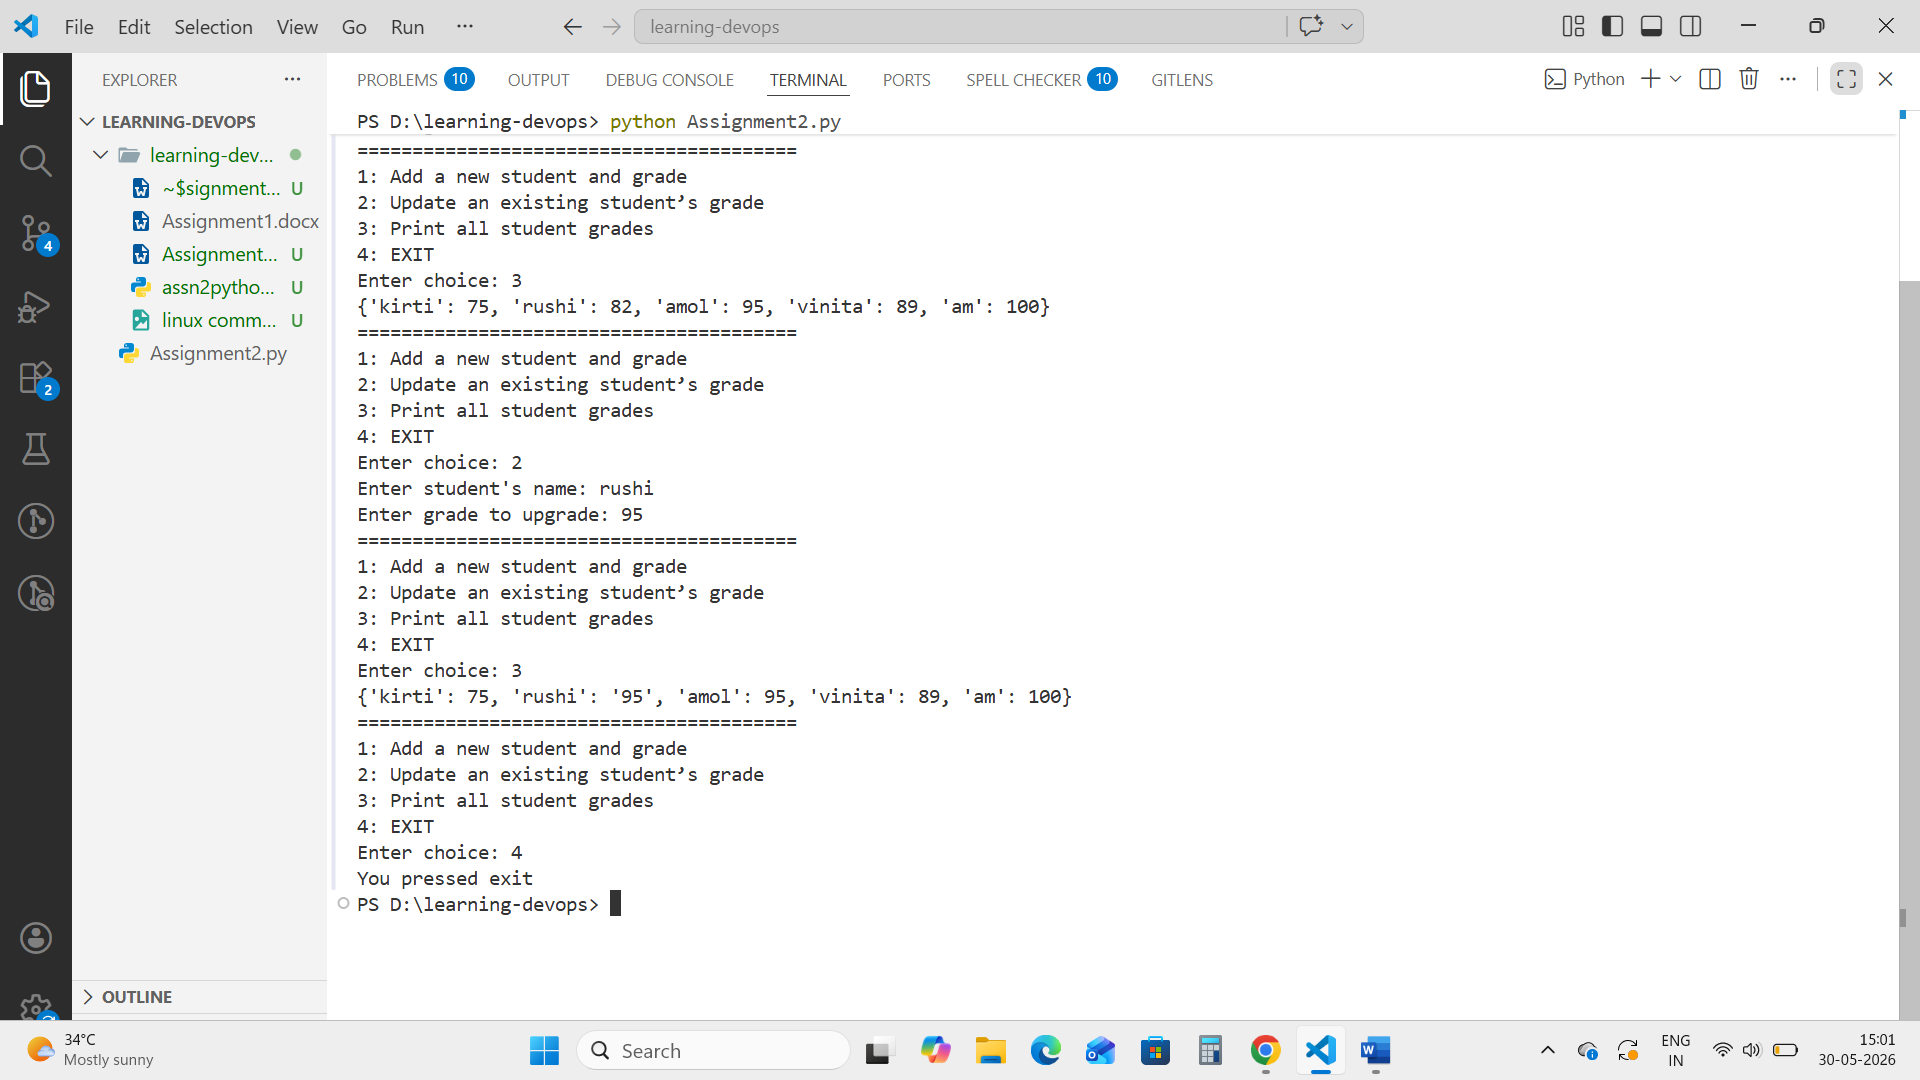 File Edit Selection View Go Run ...
learning-devops
EXPLORER
LEARNING-DEVOPS
learning-dev...
~$signment... U
Assignment1.docx
Assignment... U
assn2pytho... U
linux comm... U
Assignment2.py
4
2
OUTLINE
PROBLEMS 10 OUTPUT DEBUG CONSOLE TERMINAL PORTS SPELL CHECKER 10 GITLENS
Python
PS D:\learning-devops> python Assignment2.py
========================================
1: Add a new student and grade
2: Update an existing student’s grade
3: Print all student grades
4: EXIT
Enter choice: 3
{'kirti': 75, 'rushi': 82, 'amol': 95, 'vinita': 89, 'am': 100}
========================================
1: Add a new student and grade
2: Update an existing student’s grade
3: Print all student grades
4: EXIT
Enter choice: 2
Enter student's name: rushi
Enter grade to upgrade: 95
========================================
1: Add a new student and grade
2: Update an existing student’s grade
3: Print all student grades
4: EXIT
Enter choice: 3
{'kirti': 75, 'rushi': '95', 'amol': 95, 'vinita': 89, 'am': 100}
========================================
1: Add a new student and grade
2: Update an existing student’s grade
3: Print all student grades
4: EXIT
Enter choice: 4
You pressed exit
PS D:\learning-devops>
34°C
Mostly sunny
Search
ENG
IN
15:01
30-05-2026